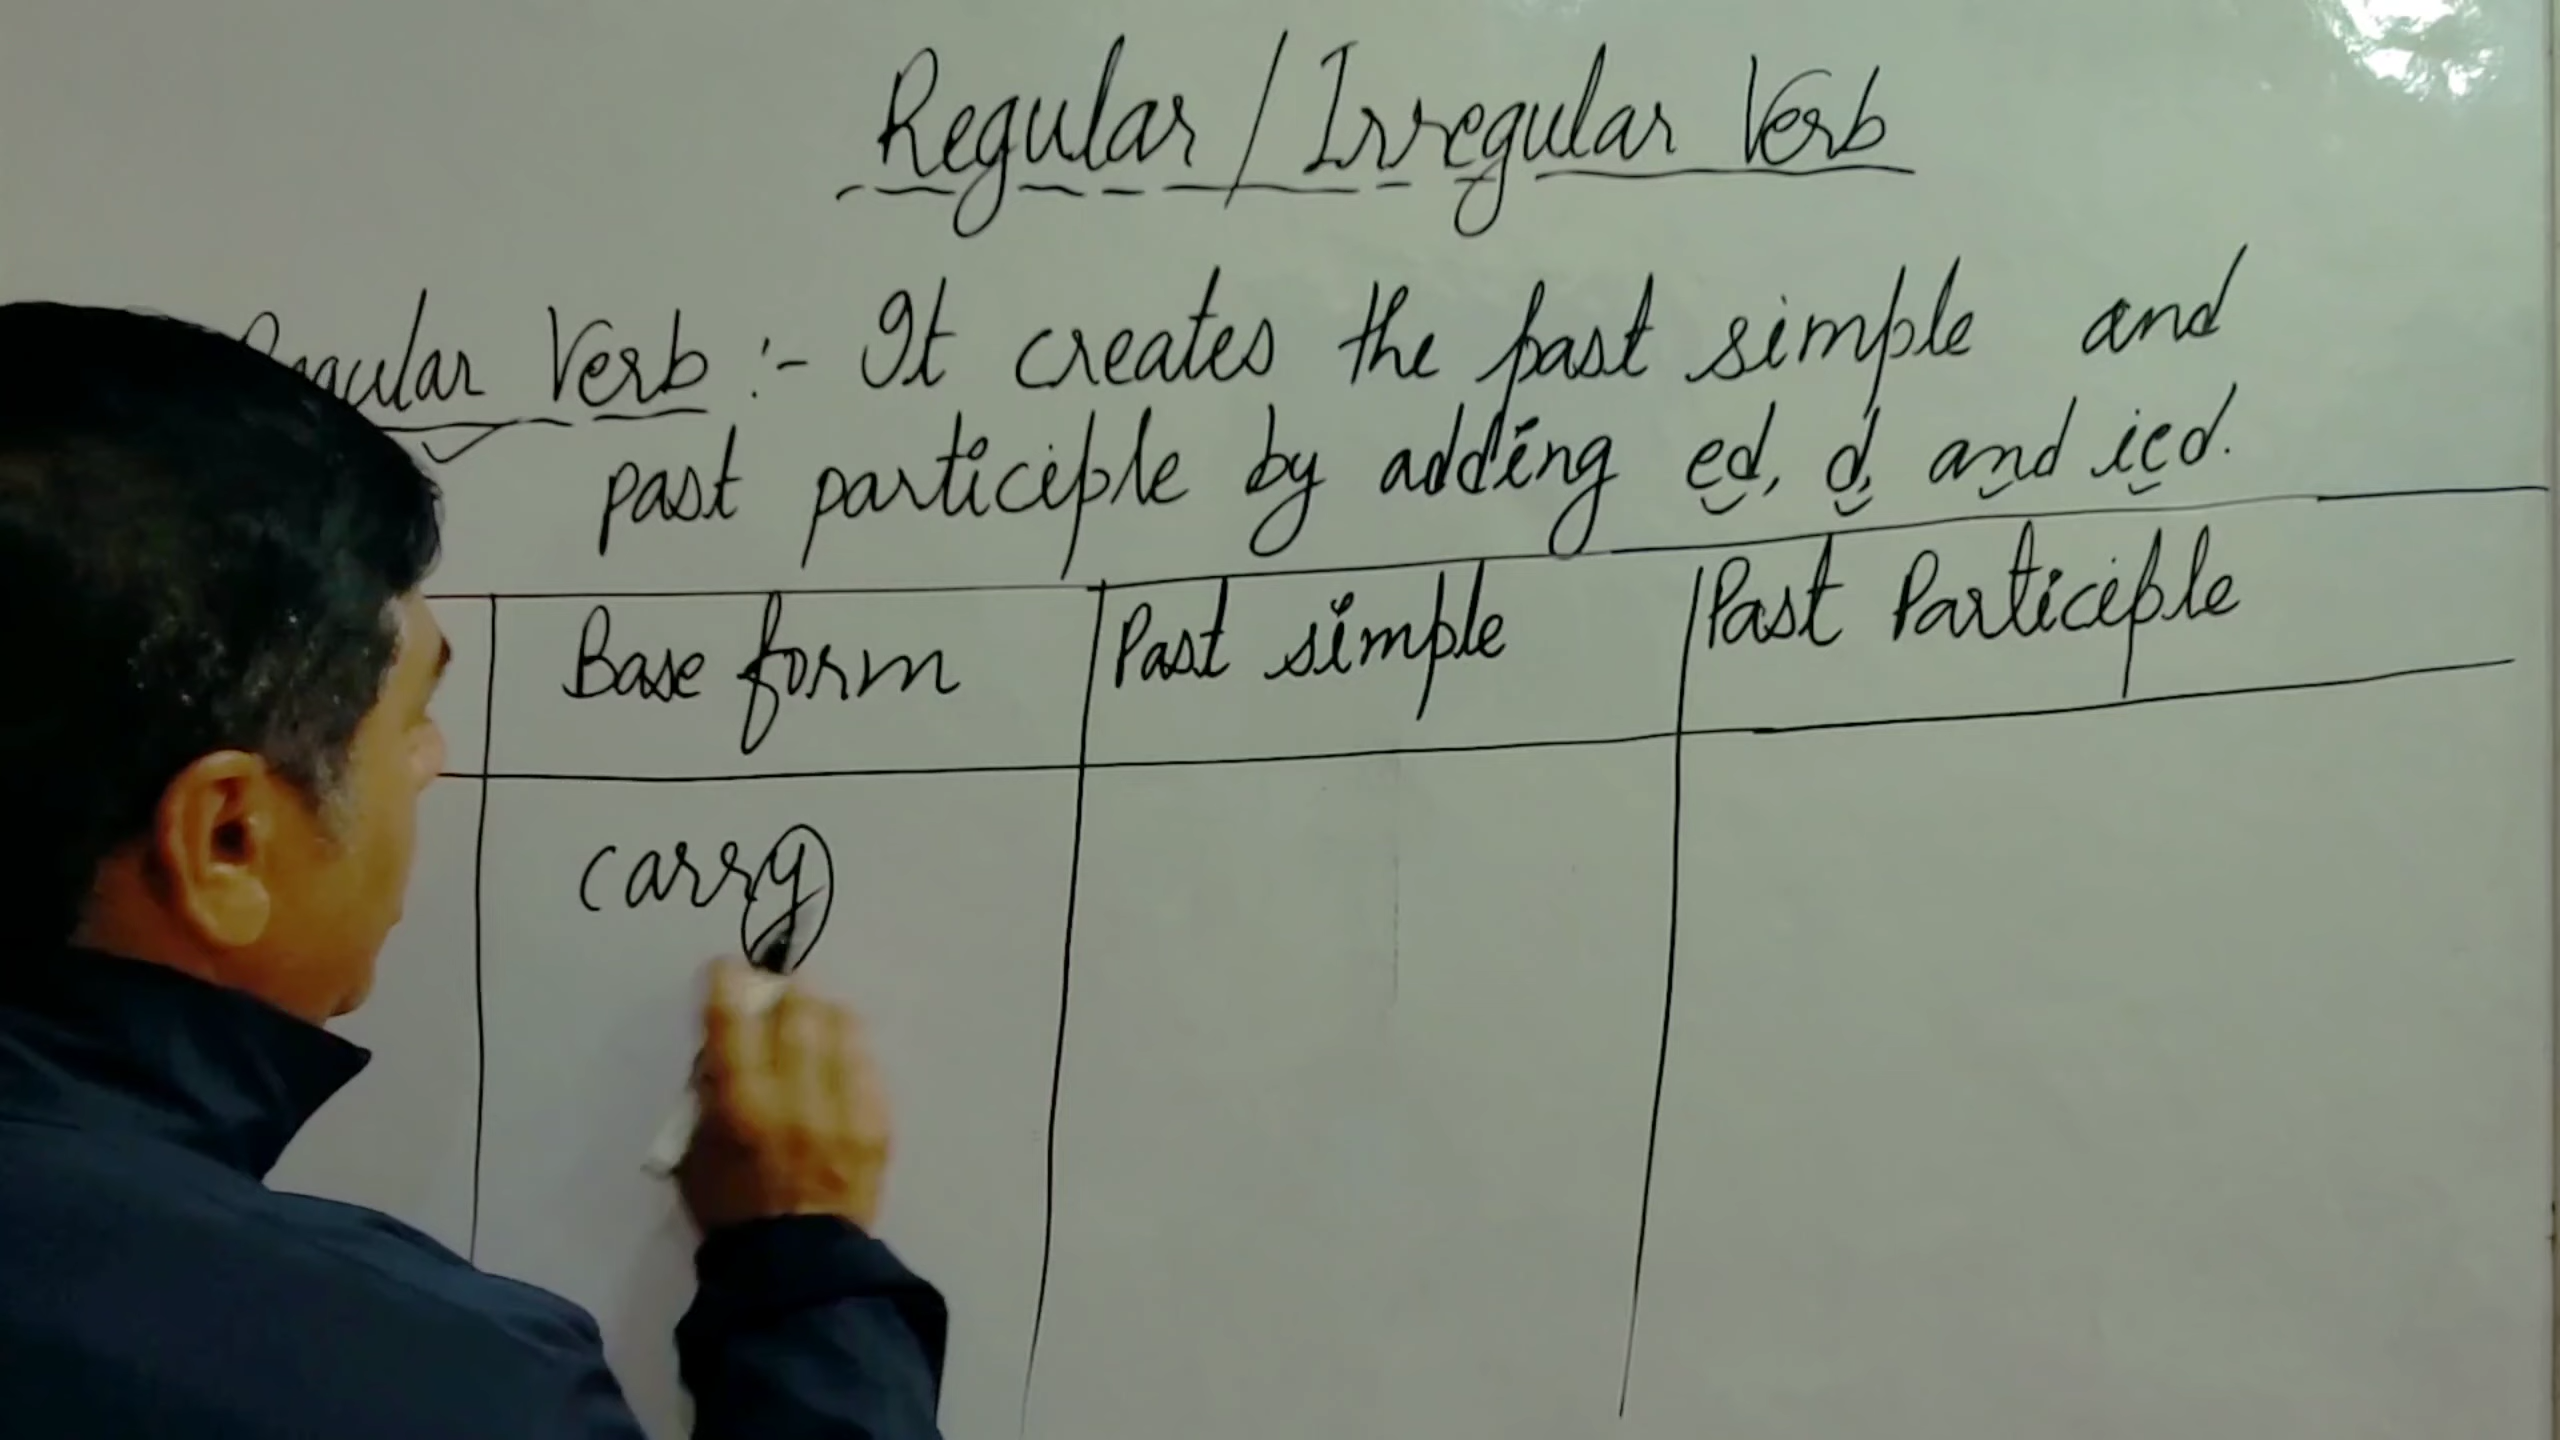 Regular / Irregular Verb
Regular Verb :- It creates the past simple and
past participle by adding ed, d, and ied.
Base form Past simple Past Participle
carry